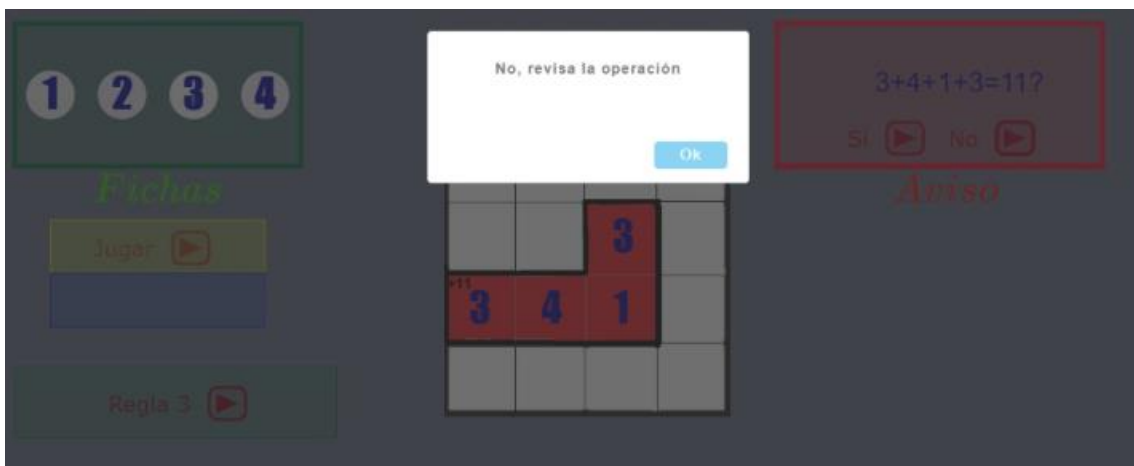 1 2 3 4
Fichas
Jugar
Regla 3
No, revisa la operación
Ok
3
+11
3 4 1
3+4+1+3=11?
Si No
Aviso